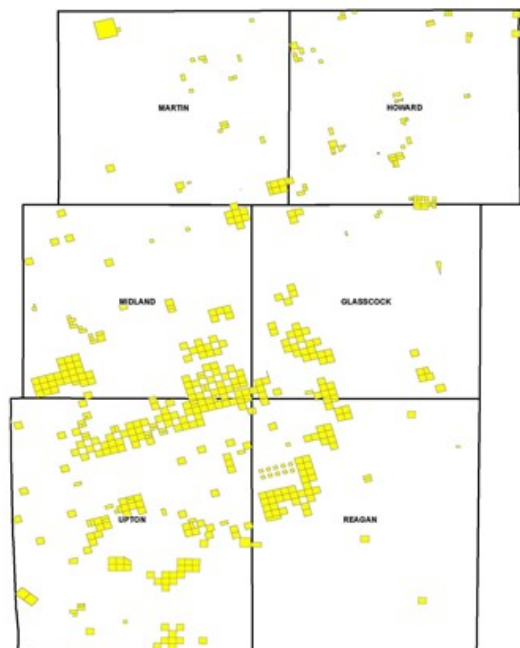 MARTIN
HOWARD
MIDLAND
GLASSCOCK
UPTON
REAGAN